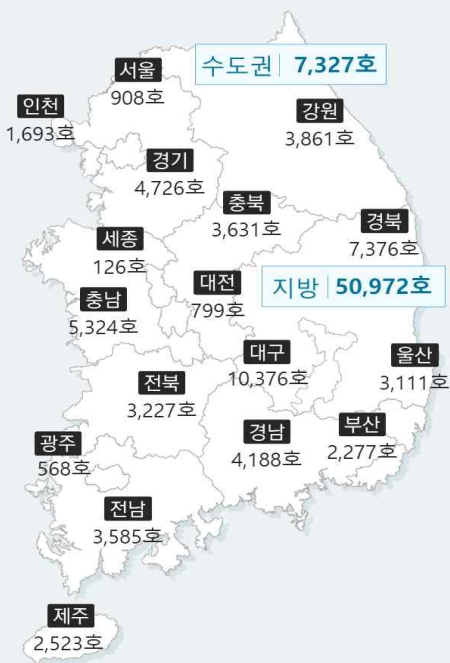 서울
908호
수도권 7,327호
인천
1,693호
강원
3,861호
경기
4,726호
충북
3,631호
경북
7,376호
세종
126호
대전
799호
지방 50,972호
충남
5,324호
대구
10,376호
울산
3,111호
전북
3,227호
경남
4,188호
부산
2,277호
광주
568호
전남
3,585호
제주
2,523호